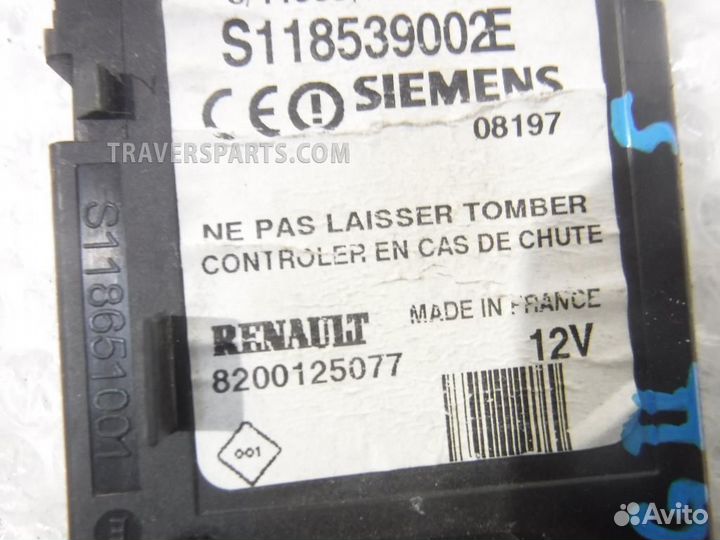 S118539002E
CE SIEMENS
08197
TRAVERSPARTS.COM
NE PAS LAISSER TOMBER
CONTROLER EN CAS DE CHUTE
MADE IN FRANCE
RENAULT
12V
8200125077
001
S118651001
Avito